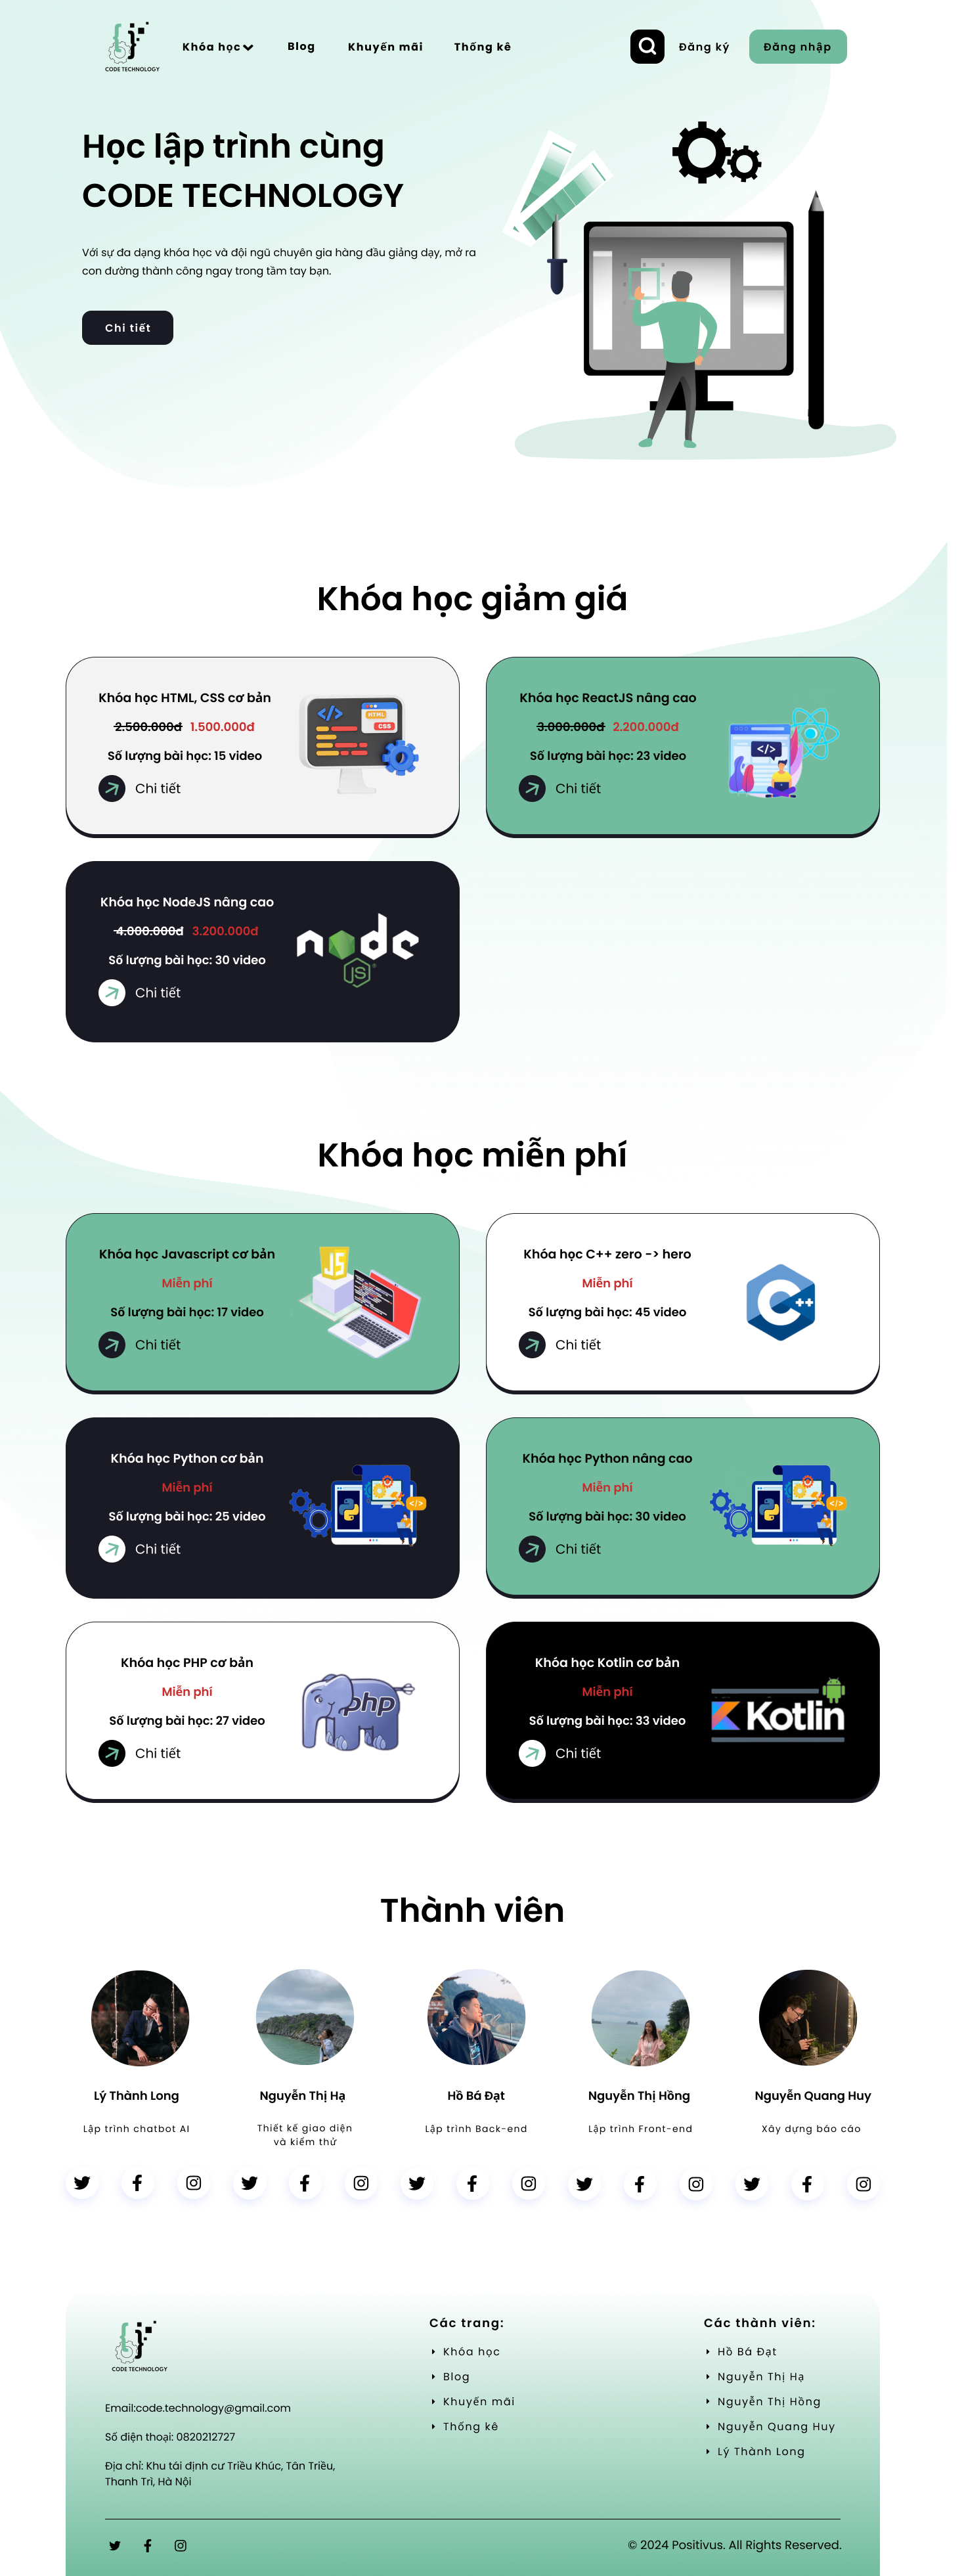 CODE TECHNOLOGY
Khóa học
Blog
Khuyến mãi
Thống kê
Đăng ký
Đăng nhập
Học lập trình cùng
CODE TECHNOLOGY
Với sự đa dạng khóa học và đội ngũ chuyên gia hàng đầu giảng dạy, mở ra
con đường thành công ngay trong tầm tay bạn.
Chi tiết
Khóa học giảm giá
Khóa học HTML, CSS cơ bản
2.500.000đ 1.500.000đ
Số lượng bài học: 15 video
Chi tiết
</>
HTML
CSS
Khóa học ReactJS nâng cao
3.000.000đ 2.200.000đ
Số lượng bài học: 23 video
Chi tiết
</>
Khóa học NodeJS nâng cao
4.000.000đ 3.200.000đ
Số lượng bài học: 30 video
Chi tiết
node
JS
Khóa học miễn phí
Khóa học Javascript cơ bản
Miễn phí
Số lượng bài học: 17 video
Chi tiết
JS
Khóa học C++ zero -> hero
Miễn phí
Số lượng bài học: 45 video
Chi tiết
C++
Khóa học Python cơ bản
Miễn phí
Số lượng bài học: 25 video
Chi tiết
</>
Khóa học Python nâng cao
Miễn phí
Số lượng bài học: 30 video
Chi tiết
</>
Khóa học PHP cơ bản
Miễn phí
Số lượng bài học: 27 video
Chi tiết
php
Khóa học Kotlin cơ bản
Miễn phí
Số lượng bài học: 33 video
Chi tiết
Kotlin
Thành viên
Lý Thành Long
Lập trình chatbot AI
Nguyễn Thị Hạ
Thiết kế giao diện
và kiểm thử
Hồ Bá Đạt
Lập trình Back-end
Nguyễn Thị Hồng
Lập trình Front-end
Nguyễn Quang Huy
Xây dựng báo cáo
CODE TECHNOLOGY
Email:code.technology@gmail.com
Số điện thoại: 0820212727
Địa chỉ: Khu tái định cư Triều Khúc, Tân Triều,
Thanh Trì, Hà Nội
Các trang:
Khóa học
Blog
Khuyến mãi
Thống kê
Các thành viên:
Hồ Bá Đạt
Nguyễn Thị Hạ
Nguyễn Thị Hồng
Nguyễn Quang Huy
Lý Thành Long
© 2024 Positivus. All Rights Reserved.